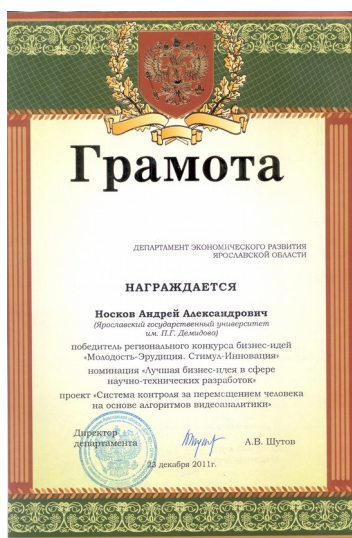 Грамота
ДЕПАРТАМЕНТ ЭКОНОМИЧЕСКОГО РАЗВИТИЯ
ЯРОСЛАВСКОЙ ОБЛАСТИ
НАГРАЖДАЕТСЯ
Носков Андрей Александрович
(Ярославский государственный университет
им. П.Г. Демидова)
победитель регионального конкурса бизнес-идей
«Молодость-Эрудиция. Стимул-Инновация»
номинация «Лучшая бизнес-идея в сфере
научно-технических разработок»
проект «Система контроля за перемещением человека
на основе алгоритмов видеоаналитики»
Директор
департамента
А.В. Шутов
23 декабря 2011г.